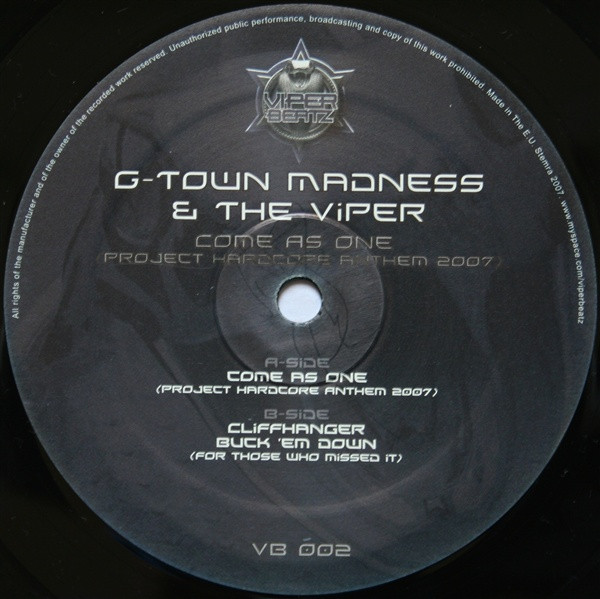 All rights of the manufacturer and of the owner of the recorded work reserved. Unauthorized public performance, broadcasting and copy of this work prohibited. Made in The E.U. Stemra 2007. www.myspace.com/viperbeatz
VIPER
BEATZ
G-TOWN MADNESS
& THE ViPER
COME AS ONE
(PROJECT HARDCORE ANTHEM 2007)
A-SiDE
COME AS ONE
(PROJECT HARDCORE ANTHEM 2007)
B-SiDE
CLiFFHANGER
BUCK 'EM DOWN
(FOR THOSE WHO MiSSED iT)
VB 002